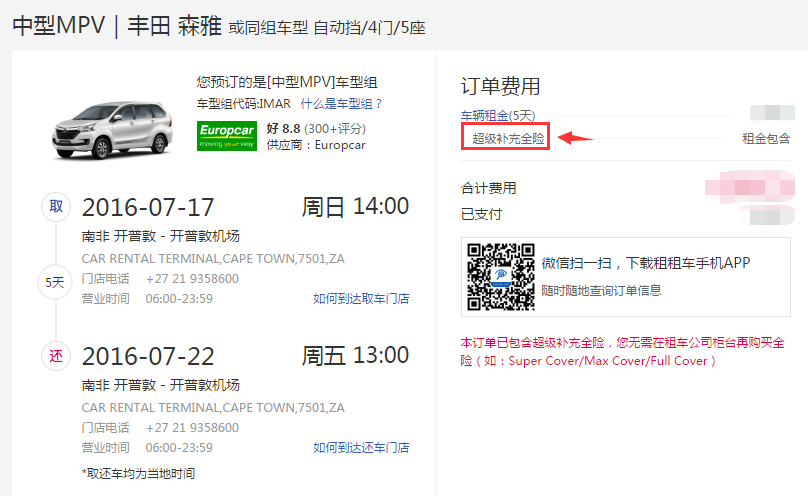 中型MPV | 丰田 森雅 或同组车型 自动挡/4门/5座
您预订的是[中型MPV]车型组
车型组代码:IMAR 什么是车型组？
Europcar
moving your way
好 8.8 (300+评分)
供应商：Europcar
取
2016-07-17
周日 14:00
南非 开普敦 - 开普敦机场
CAR RENTAL TERMINAL,CAPE TOWN,7501,ZA
门店电话 +27 21 9358600
营业时间 06:00-23:59
如何到达取车门店
5天
还
2016-07-22
周五 13:00
南非 开普敦 - 开普敦机场
CAR RENTAL TERMINAL,CAPE TOWN,7501,ZA
门店电话 +27 21 9358600
营业时间 06:00-23:59
如何到达还车门店
*取还车均为当地时间
订单费用
车辆租金(5天)
超级补充全险
租金包含
合计费用
已支付
微信扫一扫，下载租租车手机APP
随时随地查询订单信息
本订单已包含超级补充全险，您无需在租车公司柜台再购买全
险（如：Super Cover/Max Cover/Full Cover）